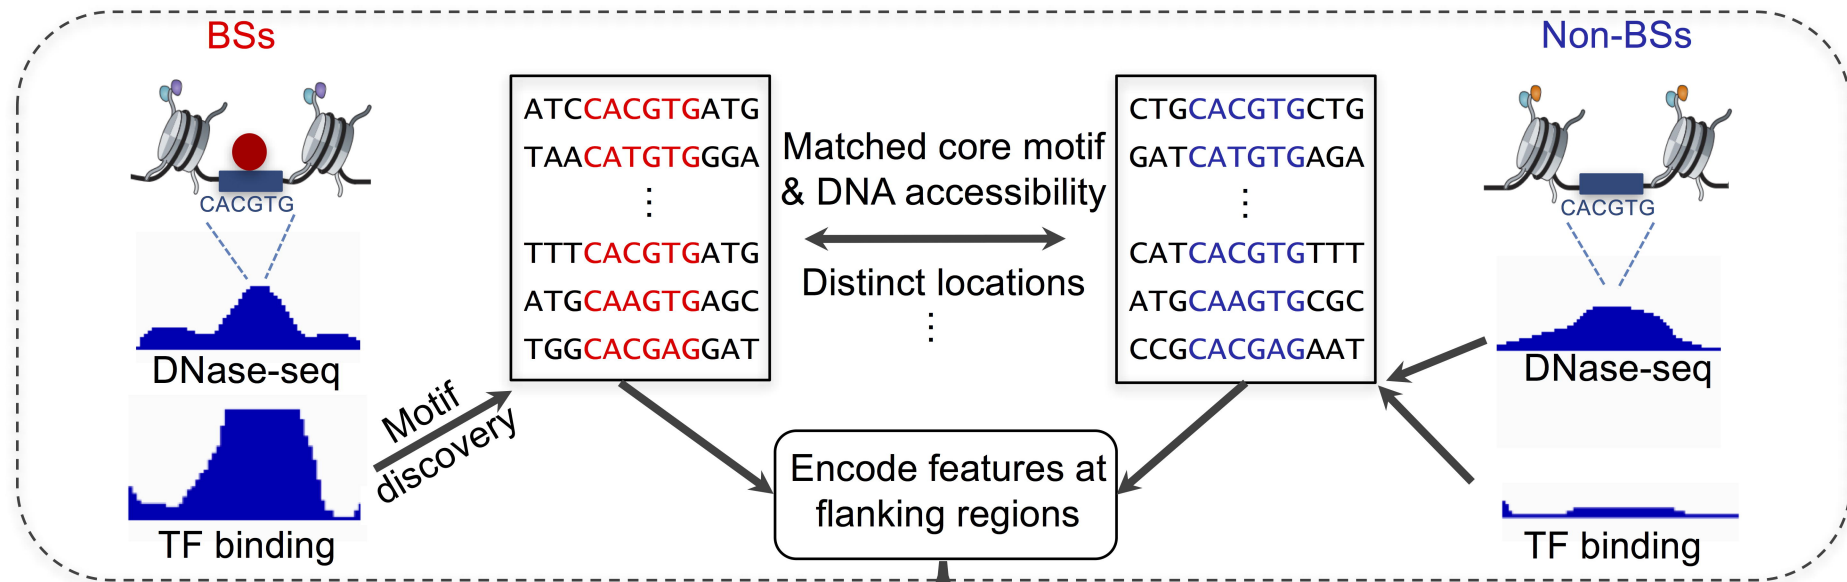 BSs
Non-BSs
CACGTG
DNase-seq
TF binding
Motif
discovery
ATCCACGTGATG
TAACATGTGGGA
⋮
TTTCACGTGATG
ATGCAAGTGAGC
TGGCACGAGGAT
Matched core motif
& DNA accessibility
Distinct locations
⋮
CTGCACGTGCTG
GATCATGTGAGA
⋮
CATCACGTGTTT
ATGCAAGTGCGC
CCGCACGAGAAT
CACGTG
DNase-seq
TF binding
Encode features at
flanking regions